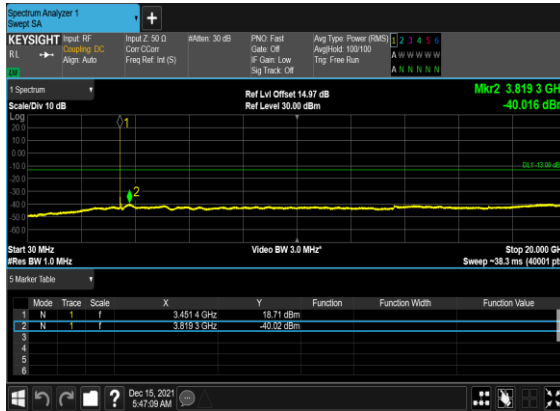 Spectrum Analyzer 1
Swept SA
+
KEYSIGHT Input: RF Input Z: 50 Ω #Atten: 30 dB PNO: Fast Avg Type: Power (RMS) 1 2 3 4 5 6
RL Coupling: DC Corr CCorr Gate: Off Avg|Hold: 100/100 A W W W W W
Align: Auto Freq Ref: Int (S) IF Gain: Low Trig: Free Run
Sig Track: Off A N N N N N
1 Spectrum Mkr2 3.819 3 GHz
Scale/Div 10 dB Ref Lvl Offset 14.97 dB -40.016 dBm
Ref Level 30.00 dBm
Log
20.0
10.0
0.00
-10.0
DL1 -13.00 dB
-20.0
-30.0
-40.0
-50.0
-60.0
1
2
Start 30 MHz Video BW 3.0 MHz* Stop 20.000 GH
#Res BW 1.0 MHz Sweep ~38.3 ms (40001 pts
5 Marker Table
Mode Trace Scale X Y Function Function Width Function Value
1 N 1 f 3.451 4 GHz 18.71 dBm
2 N 1 f 3.819 3 GHz -40.02 dBm
3
4
5
6
? Dec 15, 2021
5:47:09 AM